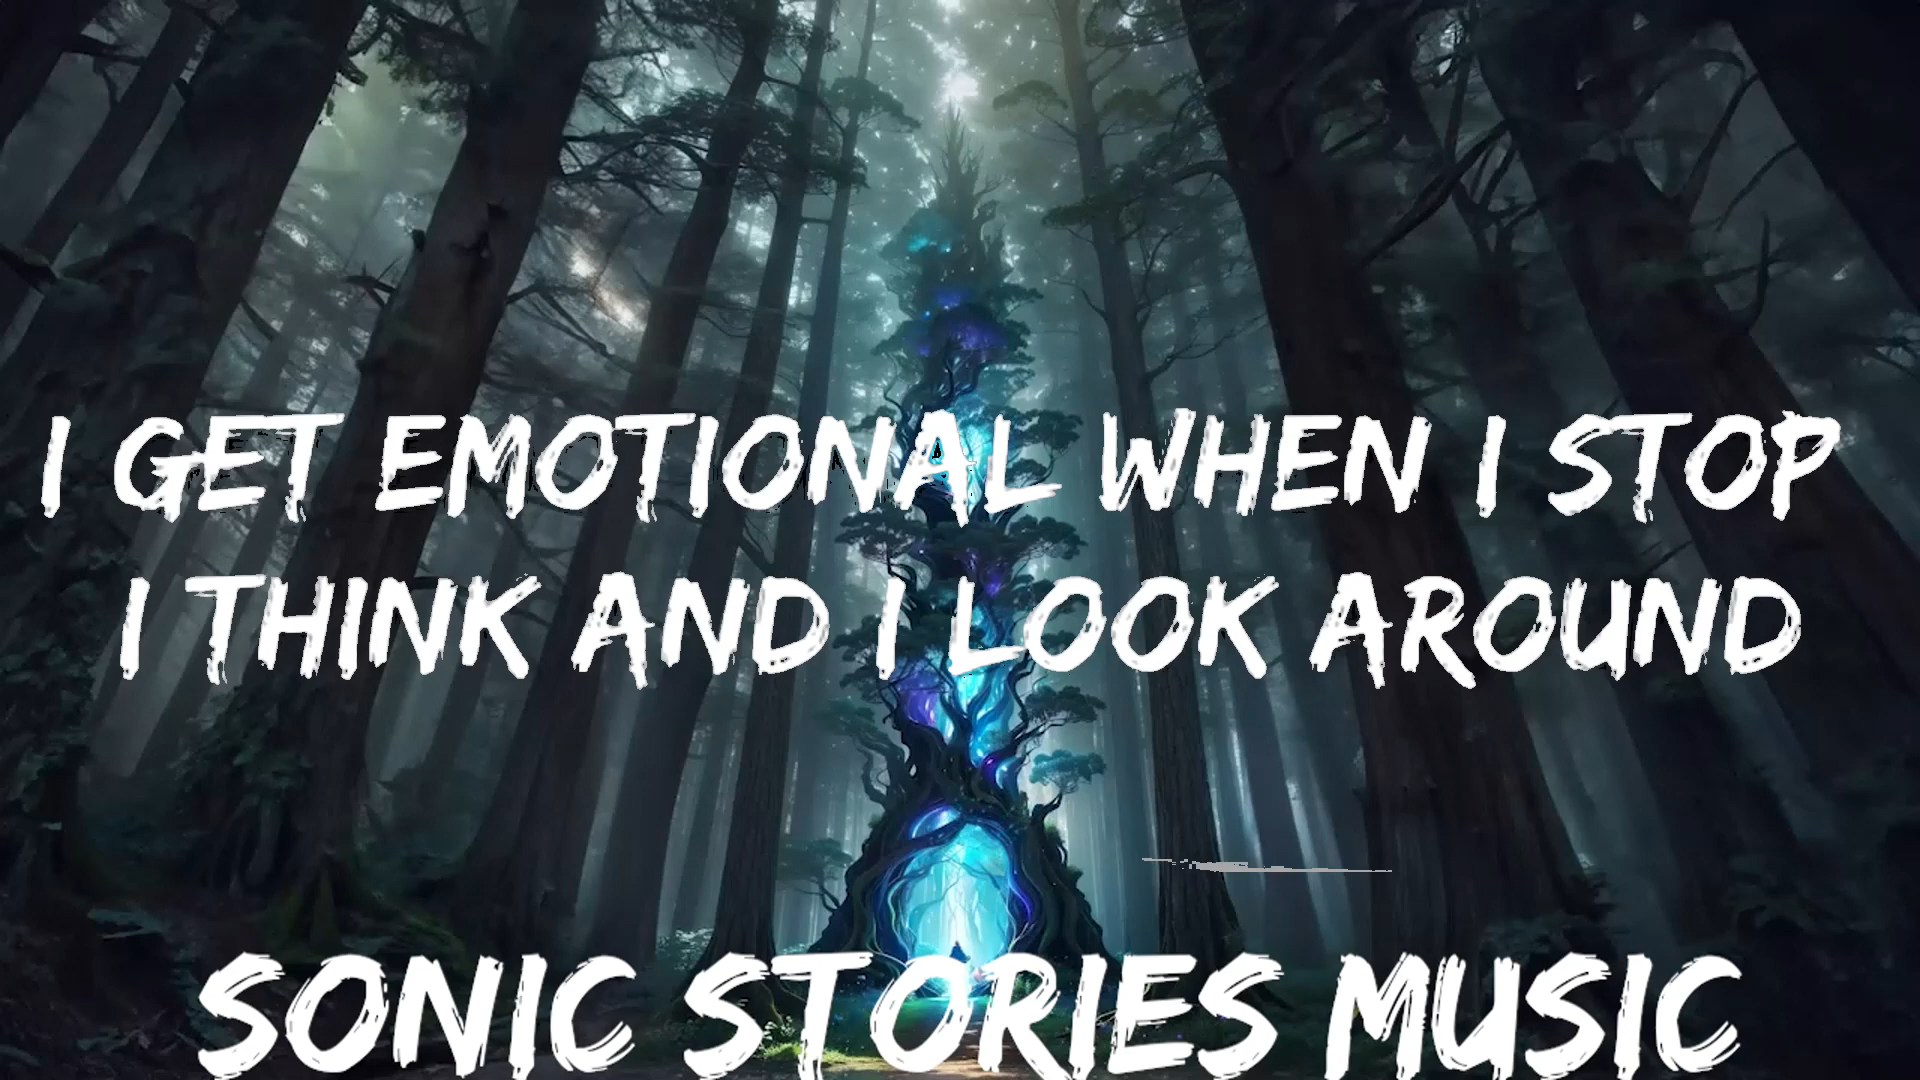 I GET EMOTIONAL WHEN I STOP
I THINK AND I LOOK AROUND
SONIC STORIES MUSIC